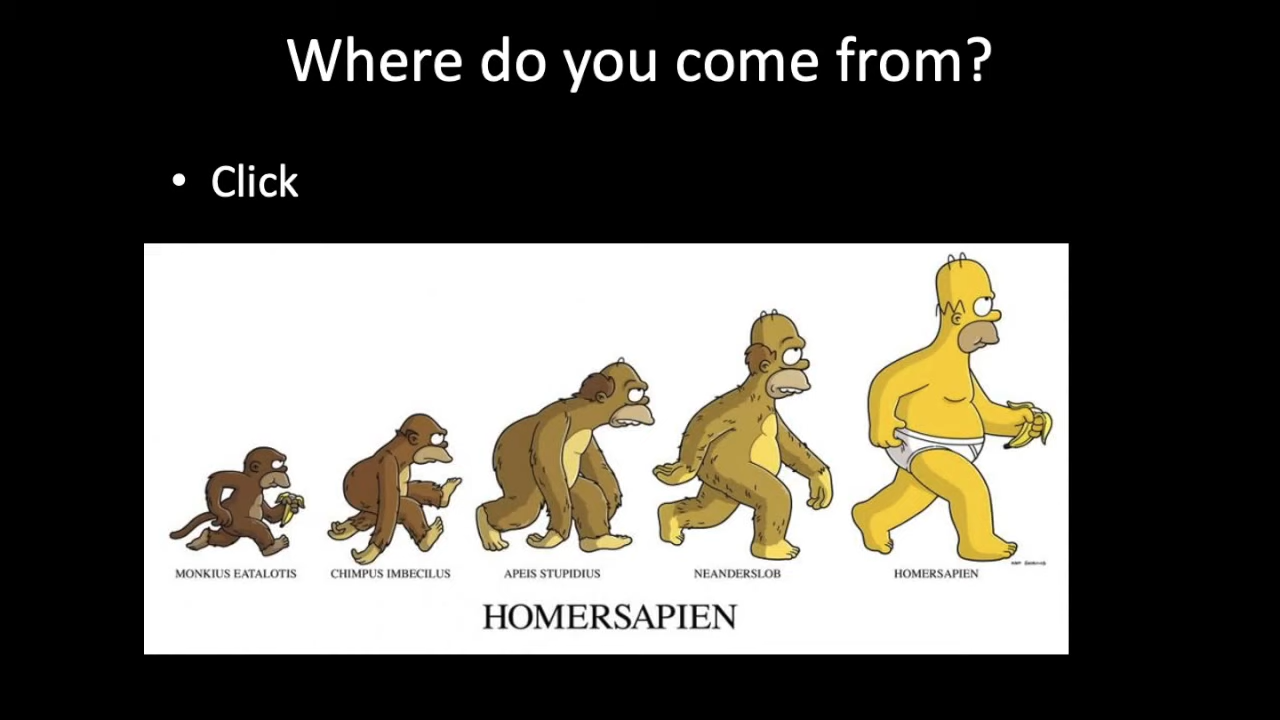 Where do you come from?
• Click
MONKIUS EATALOTIS
CHIMPUS IMBECILUS
APEIS STUPIDIUS
NEANDERSLOB
HOMERSAPIEN
HOMERSAPIEN